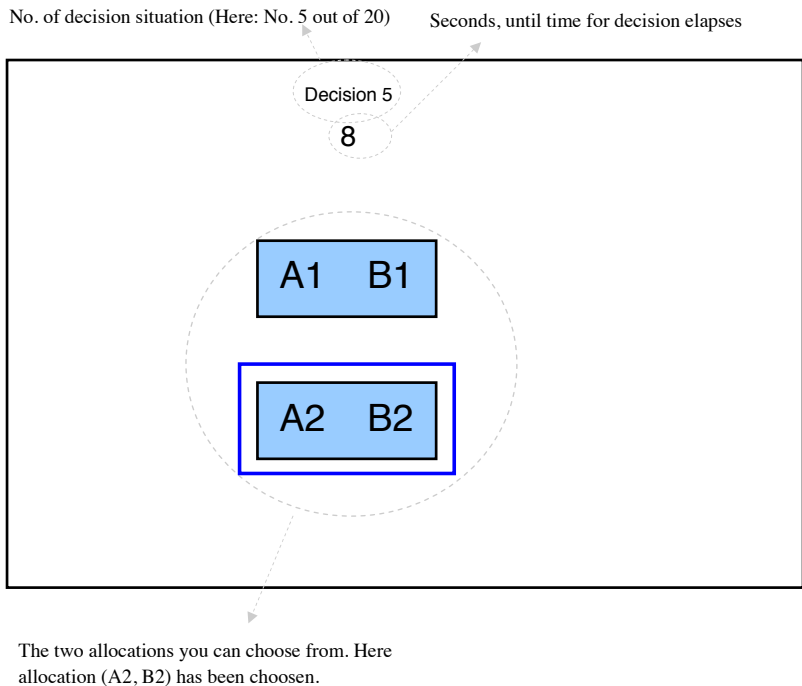 No. of decision situation (Here: No. 5 out of 20)
Seconds, until time for decision elapses
Decision 5
8
A1 B1
A2 B2
The two allocations you can choose from. Here
allocation (A2, B2) has been choosen.